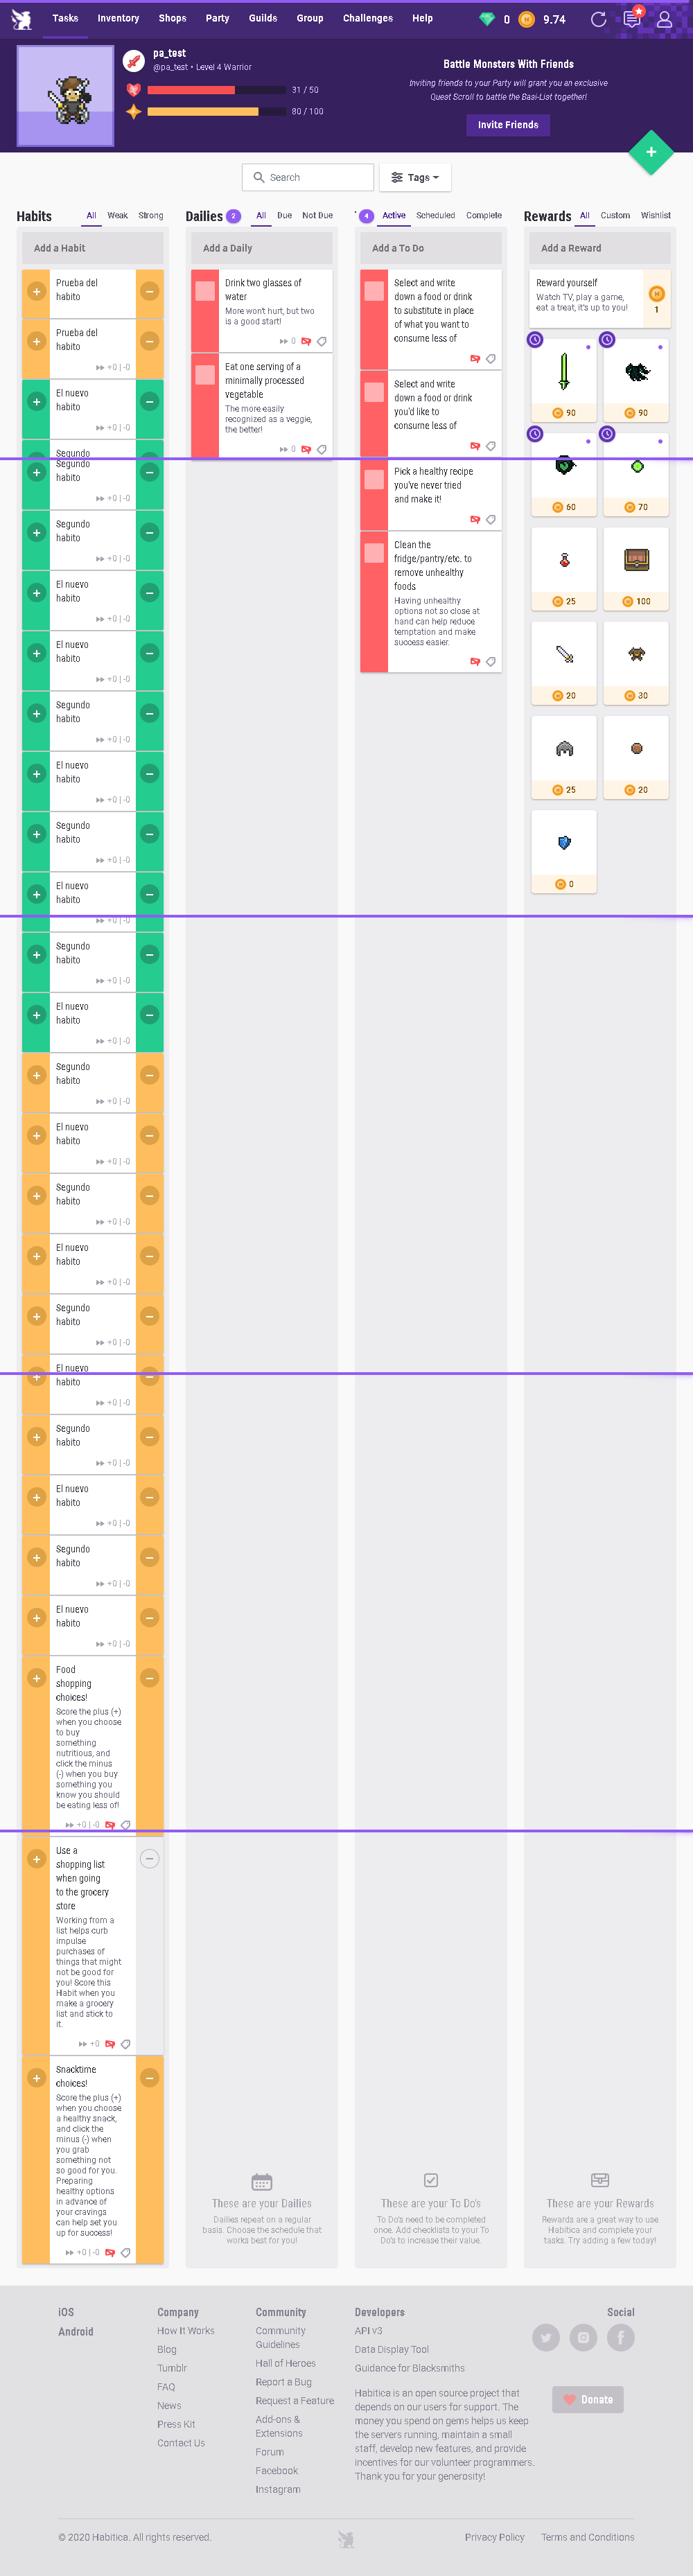 Tasks Inventory Shops Party Guilds Group Challenges Help 0 9.74
pa_test
@pa_test • Level 4 Warrior
31 / 50
80 / 100
Battle Monsters With Friends
Inviting friends to your Party will grant you an exclusive
Quest Scroll to battle the Basi-List together!
Invite Friends
Search
Tags
Habits All Weak Strong
Add a Habit
Prueba del
habito
Prueba del
habito
+0 | -0
El nuevo
habito
+0 | -0
Segundo
Segundo
habito
+0 | -0
Segundo
habito
+0 | -0
El nuevo
habito
+0 | -0
El nuevo
habito
+0 | -0
Segundo
habito
+0 | -0
El nuevo
habito
+0 | -0
Segundo
habito
+0 | -0
El nuevo
habito
+0 | -0
Segundo
habito
+0 | -0
El nuevo
habito
+0 | -0
Segundo
habito
+0 | -0
El nuevo
habito
+0 | -0
Segundo
habito
+0 | -0
El nuevo
habito
+0 | -0
Segundo
habito
+0 | -0
El nuevo
habito
+0 | -0
Segundo
habito
+0 | -0
El nuevo
habito
+0 | -0
Segundo
habito
+0 | -0
El nuevo
habito
+0 | -0
Food
shopping
choices!
Score the plus (+)
when you choose
to buy
something
nutritious, and
click the minus
(-) when you buy
something you
know you should
be eating less of!
+0 | -0
Use a
shopping list
when going
to the grocery
store
Working from a
list helps curb
impulse
purchases of
things that might
not be good for
you! Score this
Habit when you
make a grocery
list and stick to
it.
+0
Snacktime
choices!
Score the plus (+)
when you choose
a healthy snack,
and click the
minus (-) when
you grab
something not
so good for you.
Preparing
healthy options
in advance of
your cravings
can help set you
up for success!
+0 | -0
Dailies 2 All Due Not Due
Add a Daily
Drink two glasses of
water
More won't hurt, but two
is a good start!
0
Eat one serving of a
minimally processed
vegetable
The more easily
recognized as a veggie,
the better!
0
These are your Dailies
Dailies repeat on a regular
basis. Choose the schedule that
works best for you!
4 Active Scheduled Complete
Add a To Do
Select and write
down a food or drink
to substitute in place
of what you want to
consume less of
Select and write
down a food or drink
you'd like to
consume less of
Pick a healthy recipe
you've never tried
and make it!
Clean the
fridge/pantry/etc. to
remove unhealthy
foods
Having unhealthy
options not so close at
hand can help reduce
temptation and make
success easier.
These are your To Do's
To Do's need to be completed
once. Add checklists to your To
Do's to increase their value.
Rewards All Custom Wishlist
Add a Reward
Reward yourself
Watch TV, play a game,
eat a treat, it's up to you!
1
90 90
60 70
25 100
20 30
25 20
0
These are your Rewards
Rewards are a great way to use
Habitica and complete your
tasks. Try adding a few today!
iOS
Android
Company
How It Works
Blog
Tumblr
FAQ
News
Press Kit
Contact Us
Community
Community
Guidelines
Hall of Heroes
Report a Bug
Request a Feature
Add-ons &
Extensions
Forum
Facebook
Instagram
Developers
API v3
Data Display Tool
Guidance for Blacksmiths
Habitica is an open source project that
depends on our users for support. The
money you spend on gems helps us keep
the servers running, maintain a small
staff, develop new features, and provide
incentives for our volunteer programmers.
Thank you for your generosity!
Social
Donate
© 2020 Habitica. All rights reserved.
Privacy Policy Terms and Conditions